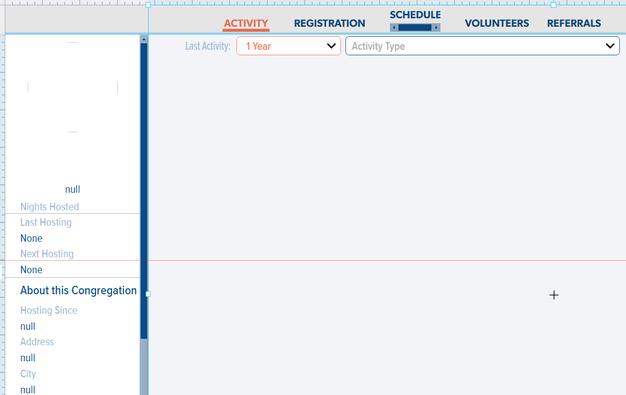 ACTIVITY REGISTRATION SCHEDULE VOLUNTEERS REFERRALS
Last Activity: 1 Year Activity Type
null
Nights Hosted
Last Hosting
None
Next Hosting
None
About this Congregation
Hosting Since
null
Address
null
City
null